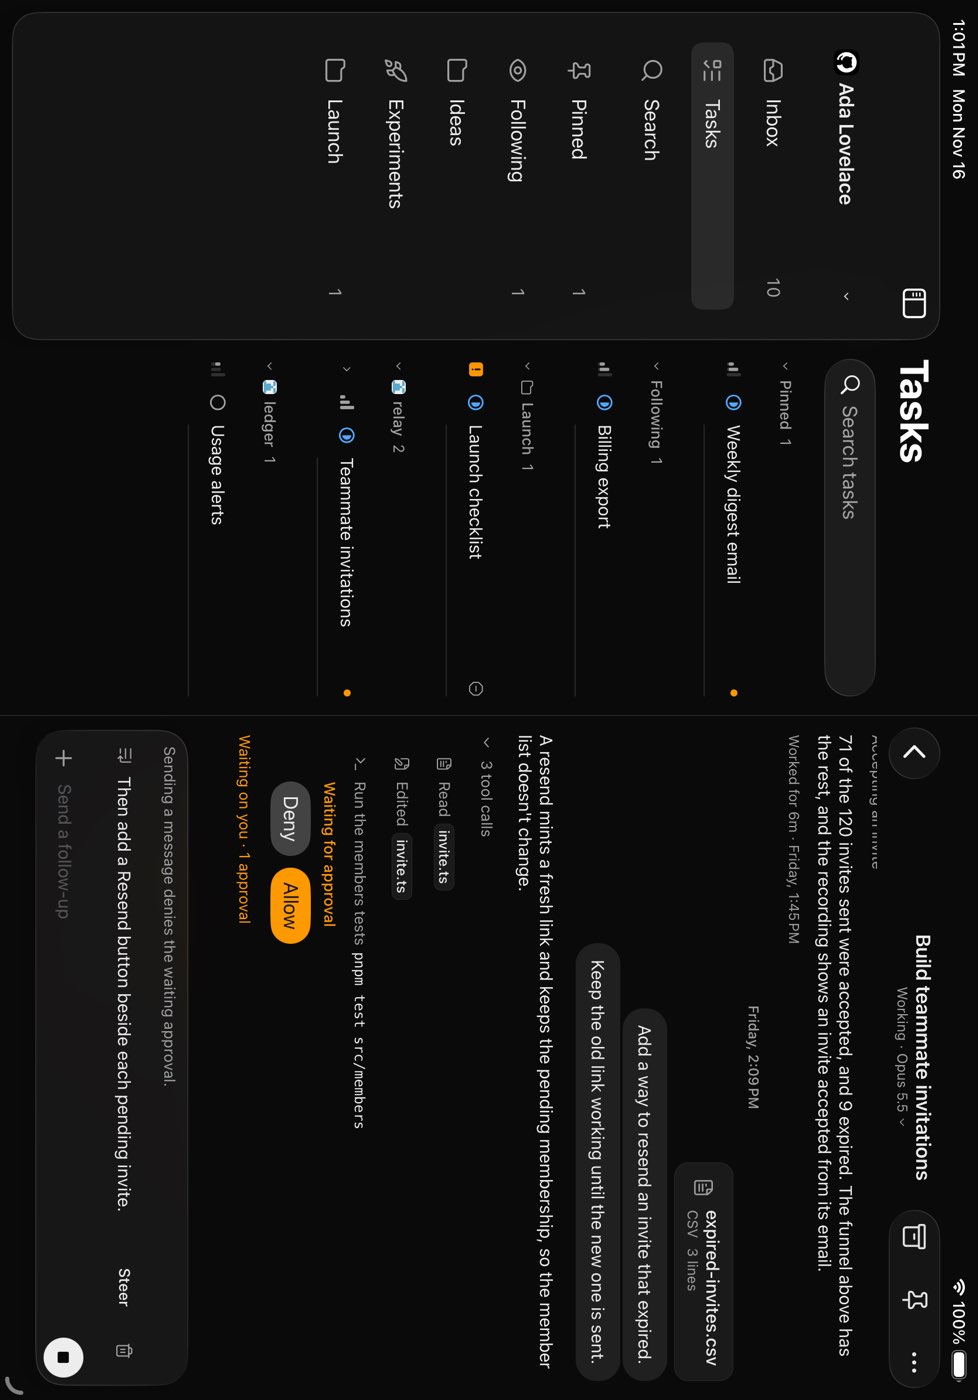 1:01 PM Mon Nov 16
100%
Ada Lovelace
Inbox 10
Tasks
Search
Pinned 1
Following 1
Ideas
Experiments
Launch 1
Tasks
Search tasks
Pinned 1
Weekly digest email
Following 1
Billing export
Launch 1
Launch checklist
relay 2
Teammate invitations
ledger 1
Usage alerts
Build teammate invitations
Working · Opus 5.5
Accepting an invite
71 of the 120 invites sent were accepted, and 9 expired. The funnel above has
the rest, and the recording shows an invite accepted from its email.
Worked for 6m · Friday, 1:45 PM
Friday, 2:09 PM
expired-invites.csv
CSV 3 lines
Add a way to resend an invite that expired.
Keep the old link working until the new one is sent.
A resend mints a fresh link and keeps the pending membership, so the member
list doesn't change.
3 tool calls
Read invite.ts
Edited invite.ts
Run the members tests pnpm test src/members
Waiting for approval
Deny Allow
Waiting on you · 1 approval
Sending a message denies the waiting approval.
Then add a Resend button beside each pending invite. Steer
Send a follow-up